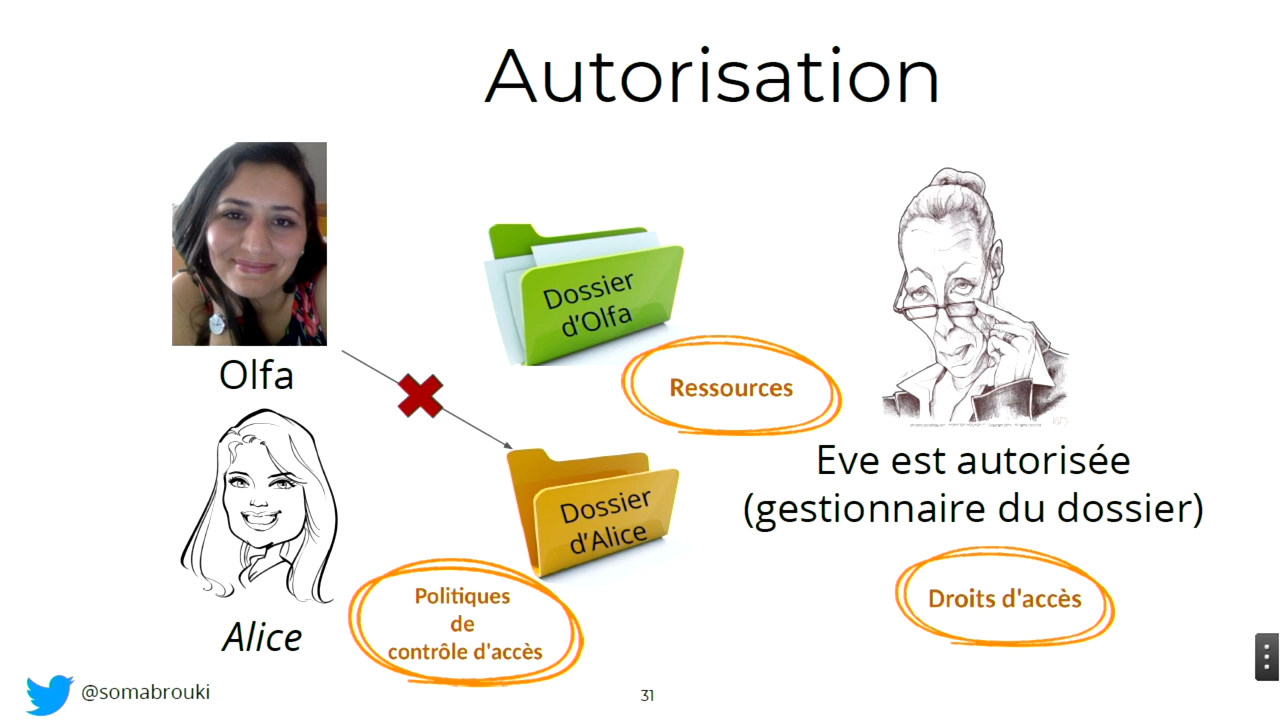 Autorisation
Olfa
Dossier
d'Olfa
Ressources
Eve est autorisée
(gestionnaire du dossier)
Dossier
d'Alice
Droits d'accès
Politiques
de
contrôle d'accès
Alice
@somabrouki
31